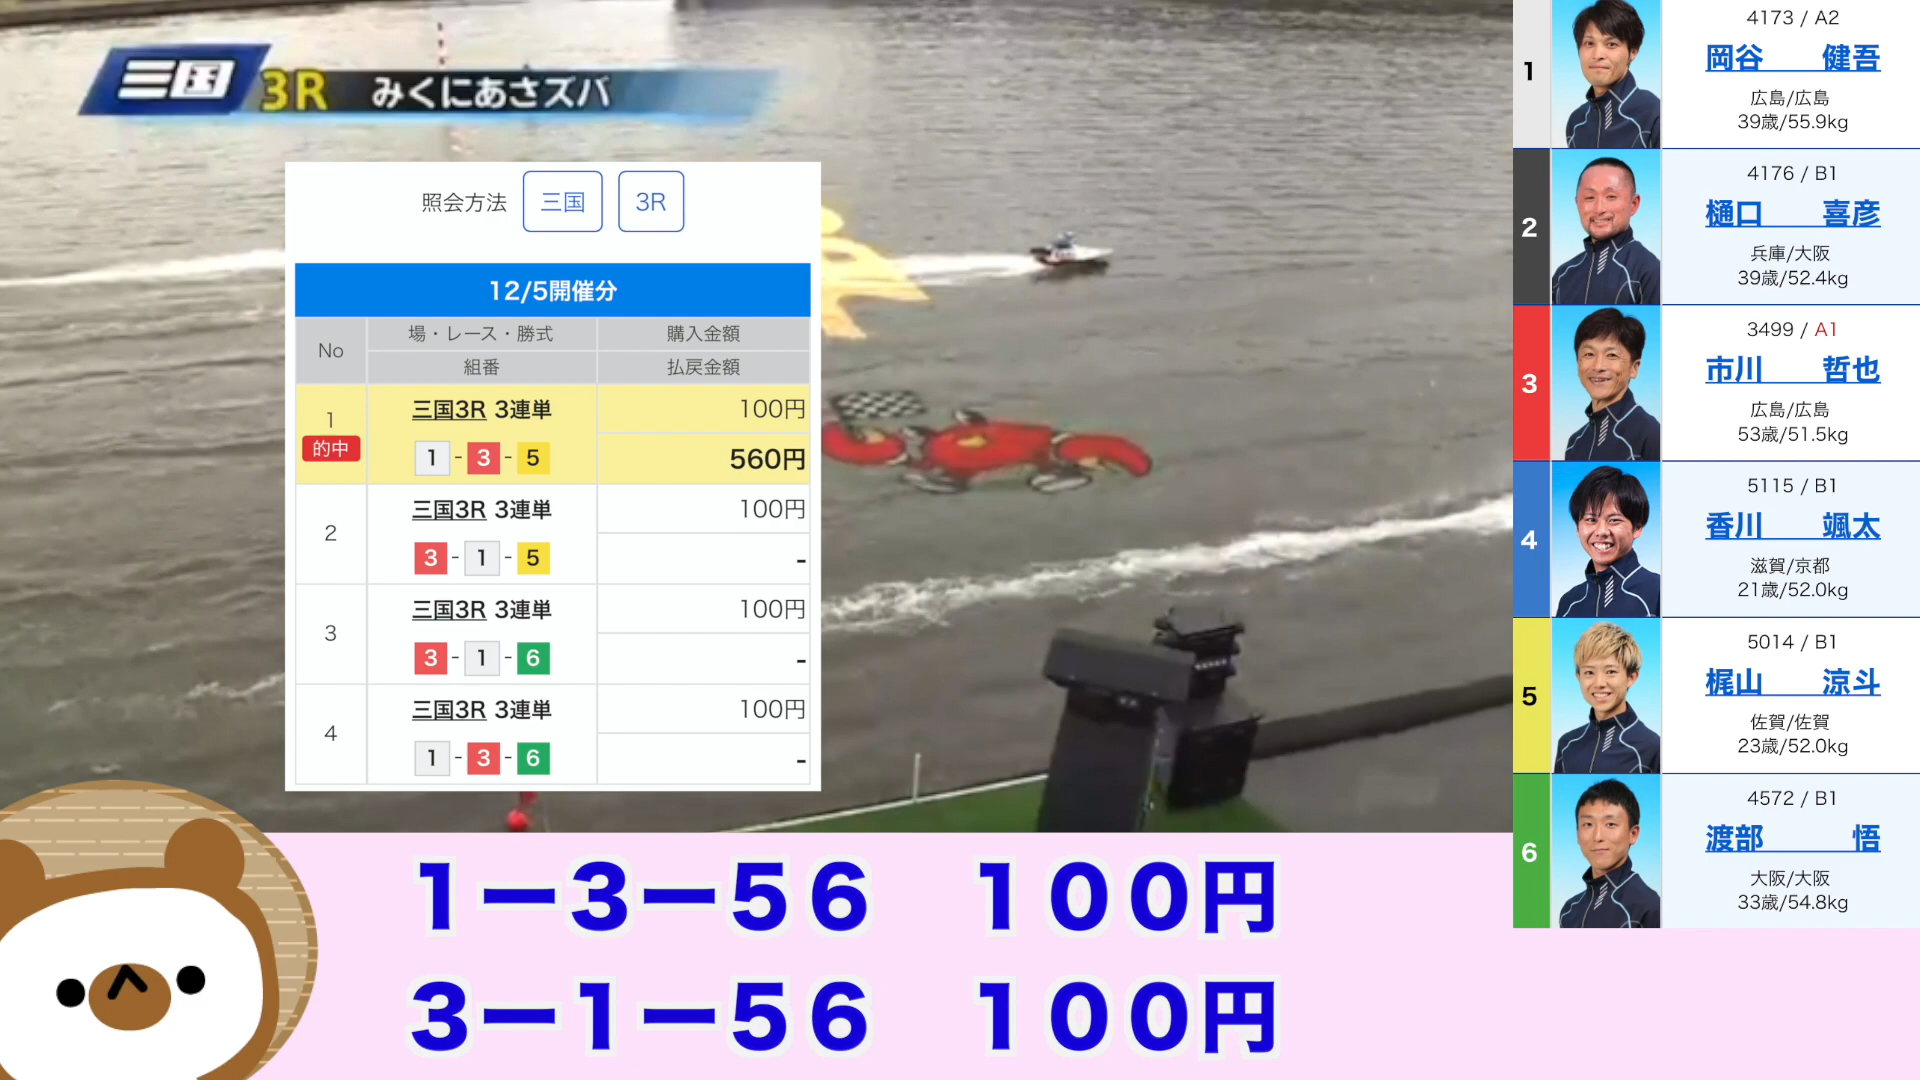 三国 3R みくにあさズバ
照会方法 三国 3R
12/5開催分
No 場・レース・勝式 購入金額
組番 払戻金額
1 的中 三国3R 3連単 100円
1 - 3 - 5 560円
2 三国3R 3連単 100円
3 - 1 - 5 -
3 三国3R 3連単 100円
3 - 1 - 6 -
4 三国3R 3連単 100円
1 - 3 - 6 -
1ー3ー56 100円
3ー1ー56 100円
1
4173 / A2
岡谷 健吾
広島/広島
39歳/55.9kg
2
4176 / B1
樋口 喜彦
兵庫/大阪
39歳/52.4kg
3
3499 / A1
市川 哲也
広島/広島
53歳/51.5kg
4
5115 / B1
香川 颯太
滋賀/京都
21歳/52.0kg
5
5014 / B1
梶山 涼斗
佐賀/佐賀
23歳/52.0kg
6
4572 / B1
渡部 悟
大阪/大阪
33歳/54.8kg